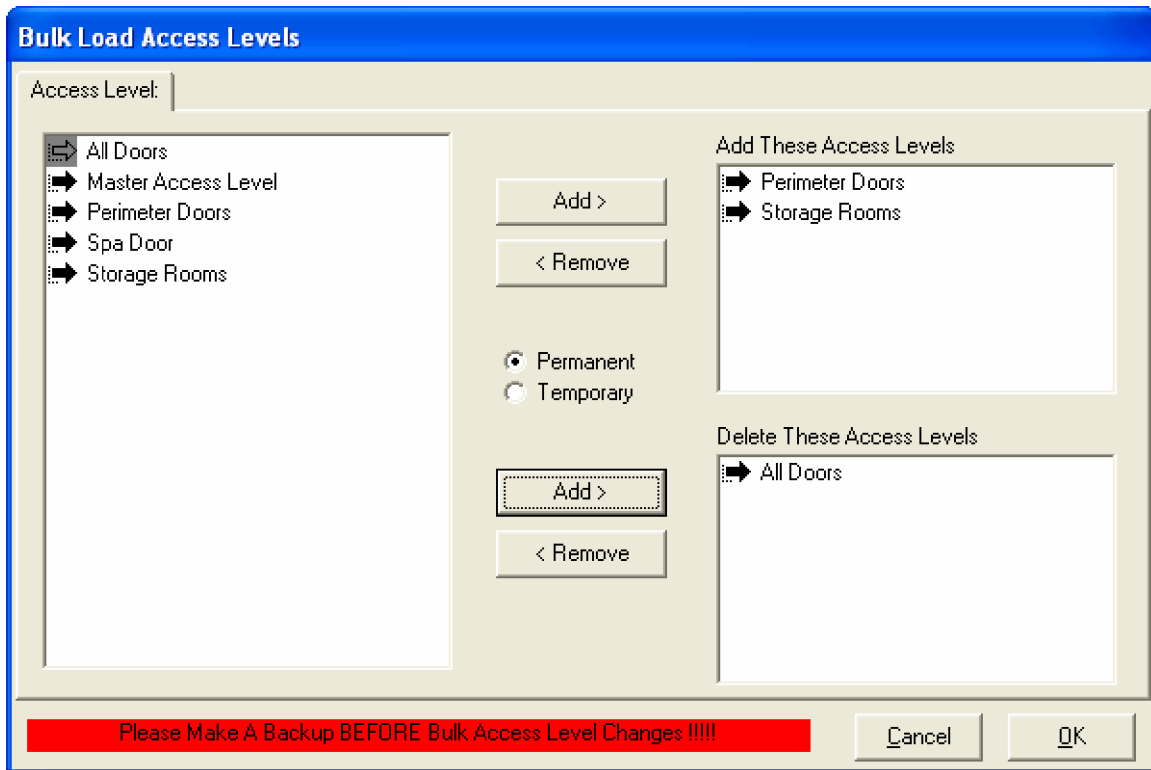 Bulk Load Access Levels
Access Level:
All Doors
Master Access Level
Perimeter Doors
Spa Door
Storage Rooms
Add >
< Remove
Permanent
Temporary
Add >
< Remove
Add These Access Levels
Perimeter Doors
Storage Rooms
Delete These Access Levels
All Doors
Please Make A Backup BEFORE Bulk Access Level Changes !!!!!
Cancel
OK